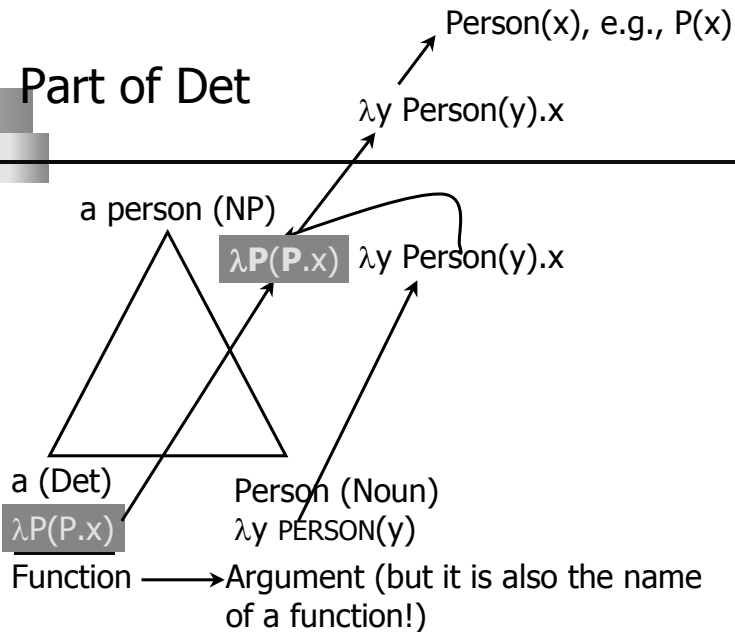 Person(x), e.g., P(x)
Part of Det
λy Person(y).x
a person (NP)
λP(P.x) λy Person(y).x
a (Det)
Person (Noun)
λP(P.x)
λy PERSON(y)
Function
Argument (but it is also the name
of a function!)